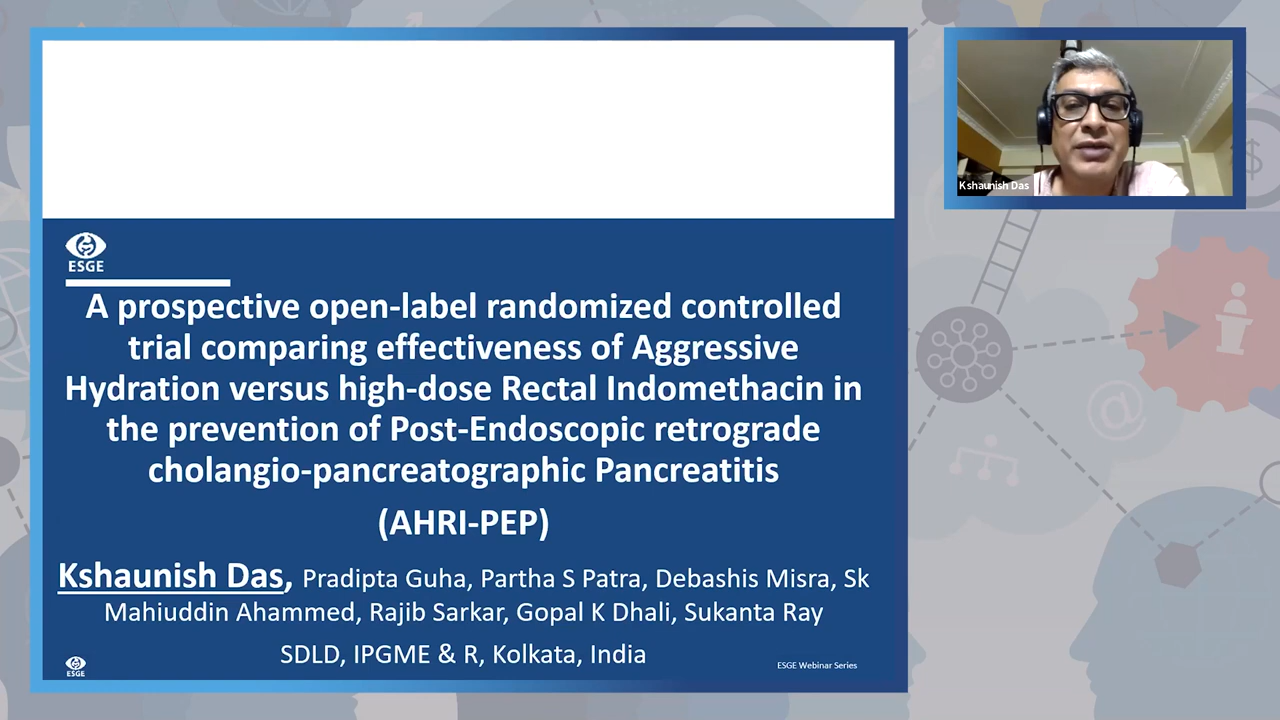 ESGE
A prospective open-label randomized controlled
trial comparing effectiveness of Aggressive
Hydration versus high-dose Rectal Indomethacin in
the prevention of Post-Endoscopic retrograde
cholangio-pancreatographic Pancreatitis
(AHRI-PEP)
Kshaunish Das, Pradipta Guha, Partha S Patra, Debashis Misra, Sk
Mahiuddin Ahammed, Rajib Sarkar, Gopal K Dhali, Sukanta Ray
SDLD, IPGME & R, Kolkata, India
ESGE
ESGE Webinar Series
Kshaunish Das